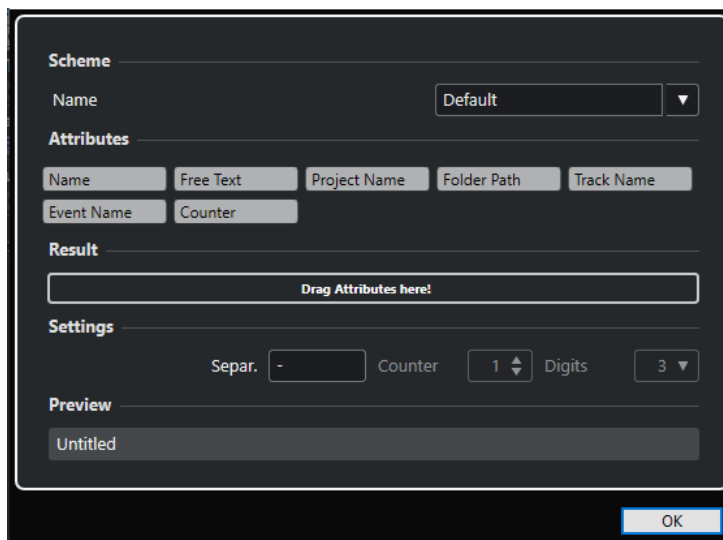 Scheme
Name Default
Attributes
Name Free Text Project Name Folder Path Track Name
Event Name Counter
Result
Drag Attributes here!
Settings
Separ. - Counter 1 Digits 3
Preview
Untitled
OK